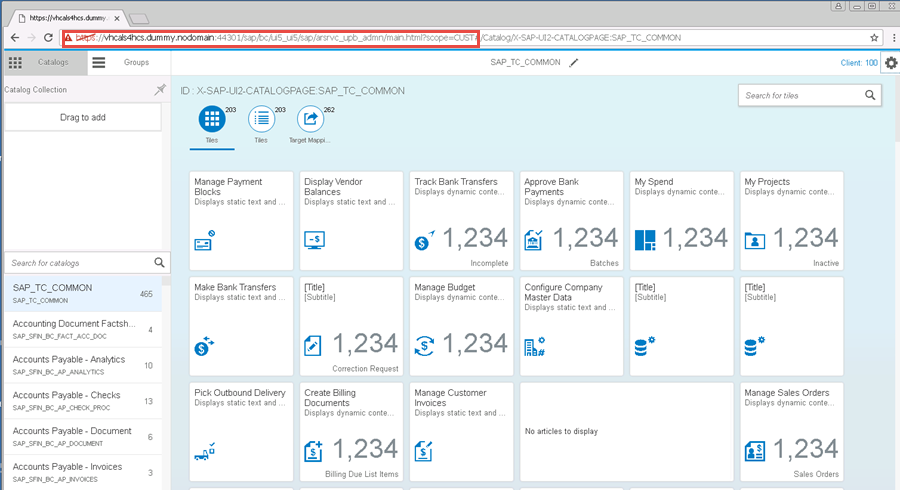 https://vhcals4hcs.dummy.
https://vhcals4hcs.dummy.nodomain:44301/sap/bc/ui5_ui5/sap/arsrvc_upb_admn/main.html?scope=CUST#/Catalog/X-SAP-UI2-CATALOGPAGE:SAP_TC_COMMON
Catalogs
Groups
SAP_TC_COMMON
Client: 100
Catalog Collection
Drag to add
ID : X-SAP-UI2-CATALOGPAGE:SAP_TC_COMMON
Search for tiles
203
Tiles
203
Tiles
262
Target Mappi...
Manage Payment
Blocks
Displays static text and ...
Display Vendor
Balances
Displays static text and ...
Track Bank Transfers
Displays dynamic conte...
1,234
Incomplete
Approve Bank
Payments
Displays dynamic conte...
1,234
Batches
My Spend
Displays dynamic conte...
1,234
My Projects
Displays dynamic conte...
1,234
Inactive
Make Bank Transfers
Displays static text and ...
[Title]
[Subtitle]
1,234
Correction Request
Manage Budget
Displays dynamic conte...
1,234
Configure Company
Master Data
Displays static text and ...
[Title]
[Subtitle]
[Title]
[Subtitle]
Pick Outbound Delivery
Displays static text and ...
Create Billing
Documents
Displays dynamic conte...
1,234
Billing Due List Items
Manage Customer
Invoices
Displays static text and ...
No articles to display
Manage Sales Orders
Displays dynamic conte...
1,234
Sales Orders
Search for catalogs
SAP_TC_COMMON
SAP_TC_COMMON
465
Accounting Document Factsh...
SAP_SFIN_BC_FACT_ACC_DOC
4
Accounts Payable - Analytics
SAP_SFIN_BC_AP_ANALYTICS
10
Accounts Payable - Checks
SAP_SFIN_BC_AP_CHECK_PROC
13
Accounts Payable - Document
SAP_SFIN_BC_AP_DOCUMENT
6
Accounts Payable - Invoices
SAP_SFIN_BC_AP_INVOICES
3